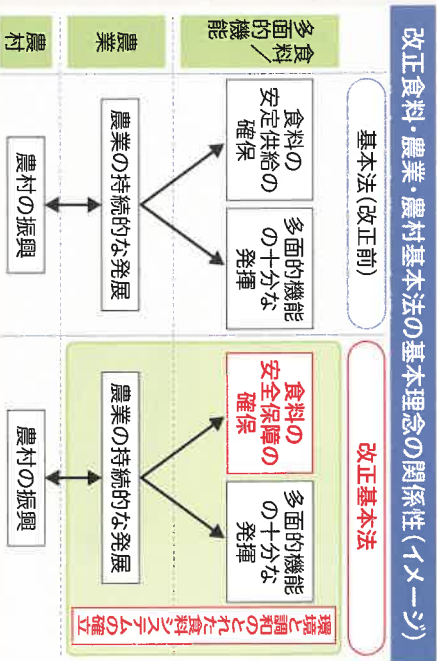 改正食料・農業・農村基本法の基本理念の関係性(イメージ)
基本法(改正前)
改正基本法
食料/
多面的
機能
農業
農村
食料の
安定供給の
確保
多面的機能
の十分な
発揮
農業の持続的な発展
農村の振興
食料の
安全保障の
確保
多面的機能
の十分な
発揮
農業の持続的な発展
農村の振興
環境と調和のとれた食料システムの確立